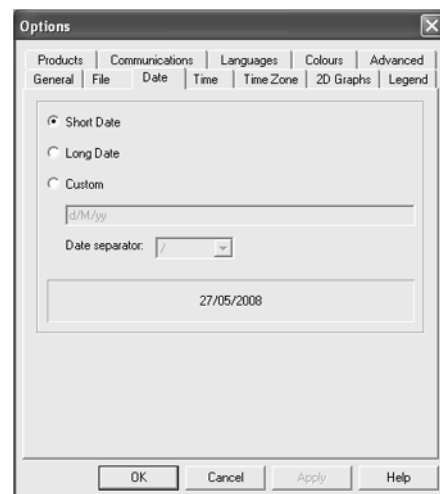 Options
Products Communications Languages Colours Advanced
General File Date Time Time Zone 2D Graphs Legend
Short Date
Long Date
Custom
d/M/yy
Date separator: /
27/05/2008
OK Cancel Apply Help